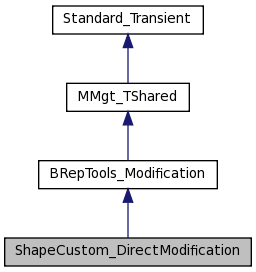 Standard_Transient
MMgt_TShared
BRepTools_Modification
ShapeCustom_DirectModification